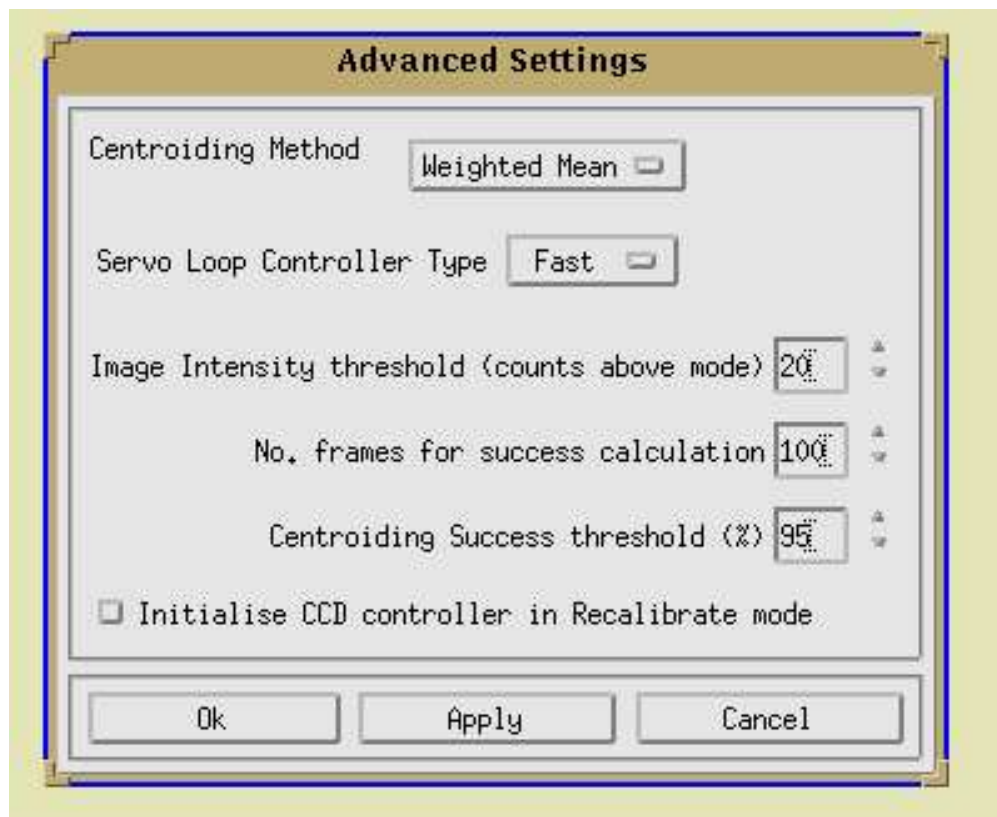 Advanced Settings
Centroiding Method Weighted Mean
Servo Loop Controller Type Fast
Image Intensity threshold (counts above mode) 20
No. frames for success calculation 100
Centroiding Success threshold (%) 95
Initialise CCD controller in Recalibrate mode
Ok Apply Cancel